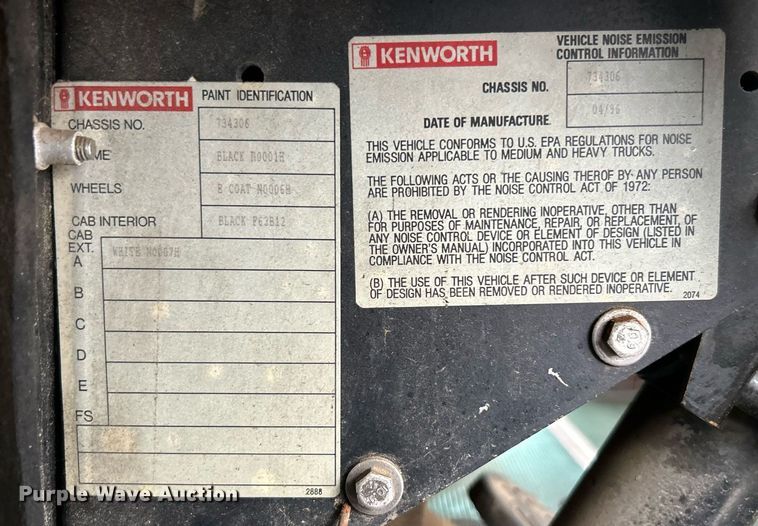 KENWORTH PAINT IDENTIFICATION
CHASSIS NO. 734306
BLACK N0001H
WHEELS B COAT N0006H
CAB INTERIOR BLACK P63B12
CAB
EXT.
A WHITE N0007H
B
C
D
E
FS
2888
KENWORTH VEHICLE NOISE EMISSION
CONTROL INFORMATION
CHASSIS NO. 734306
DATE OF MANUFACTURE 04/96
THIS VEHICLE CONFORMS TO U.S. EPA REGULATIONS FOR NOISE
EMISSION APPLICABLE TO MEDIUM AND HEAVY TRUCKS.
THE FOLLOWING ACTS OR THE CAUSING THEROF BY ANY PERSON
ARE PROHIBITED BY THE NOISE CONTROL ACT OF 1972:
(A) THE REMOVAL OR RENDERING INOPERATIVE, OTHER THAN
FOR PURPOSES OF MAINTENANCE, REPAIR, OR REPLACEMENT, OF
ANY NOISE CONTROL DEVICE OR ELEMENT OF DESIGN (LISTED IN
THE OWNER'S MANUAL) INCORPORATED INTO THIS VEHICLE IN
COMPLIANCE WITH THE NOISE CONTROL ACT.
(B) THE USE OF THIS VEHICLE AFTER SUCH DEVICE OR ELEMENT
OF DESIGN HAS BEEN REMOVED OR RENDERED INOPERATIVE.
2074
Purple Wave Auction